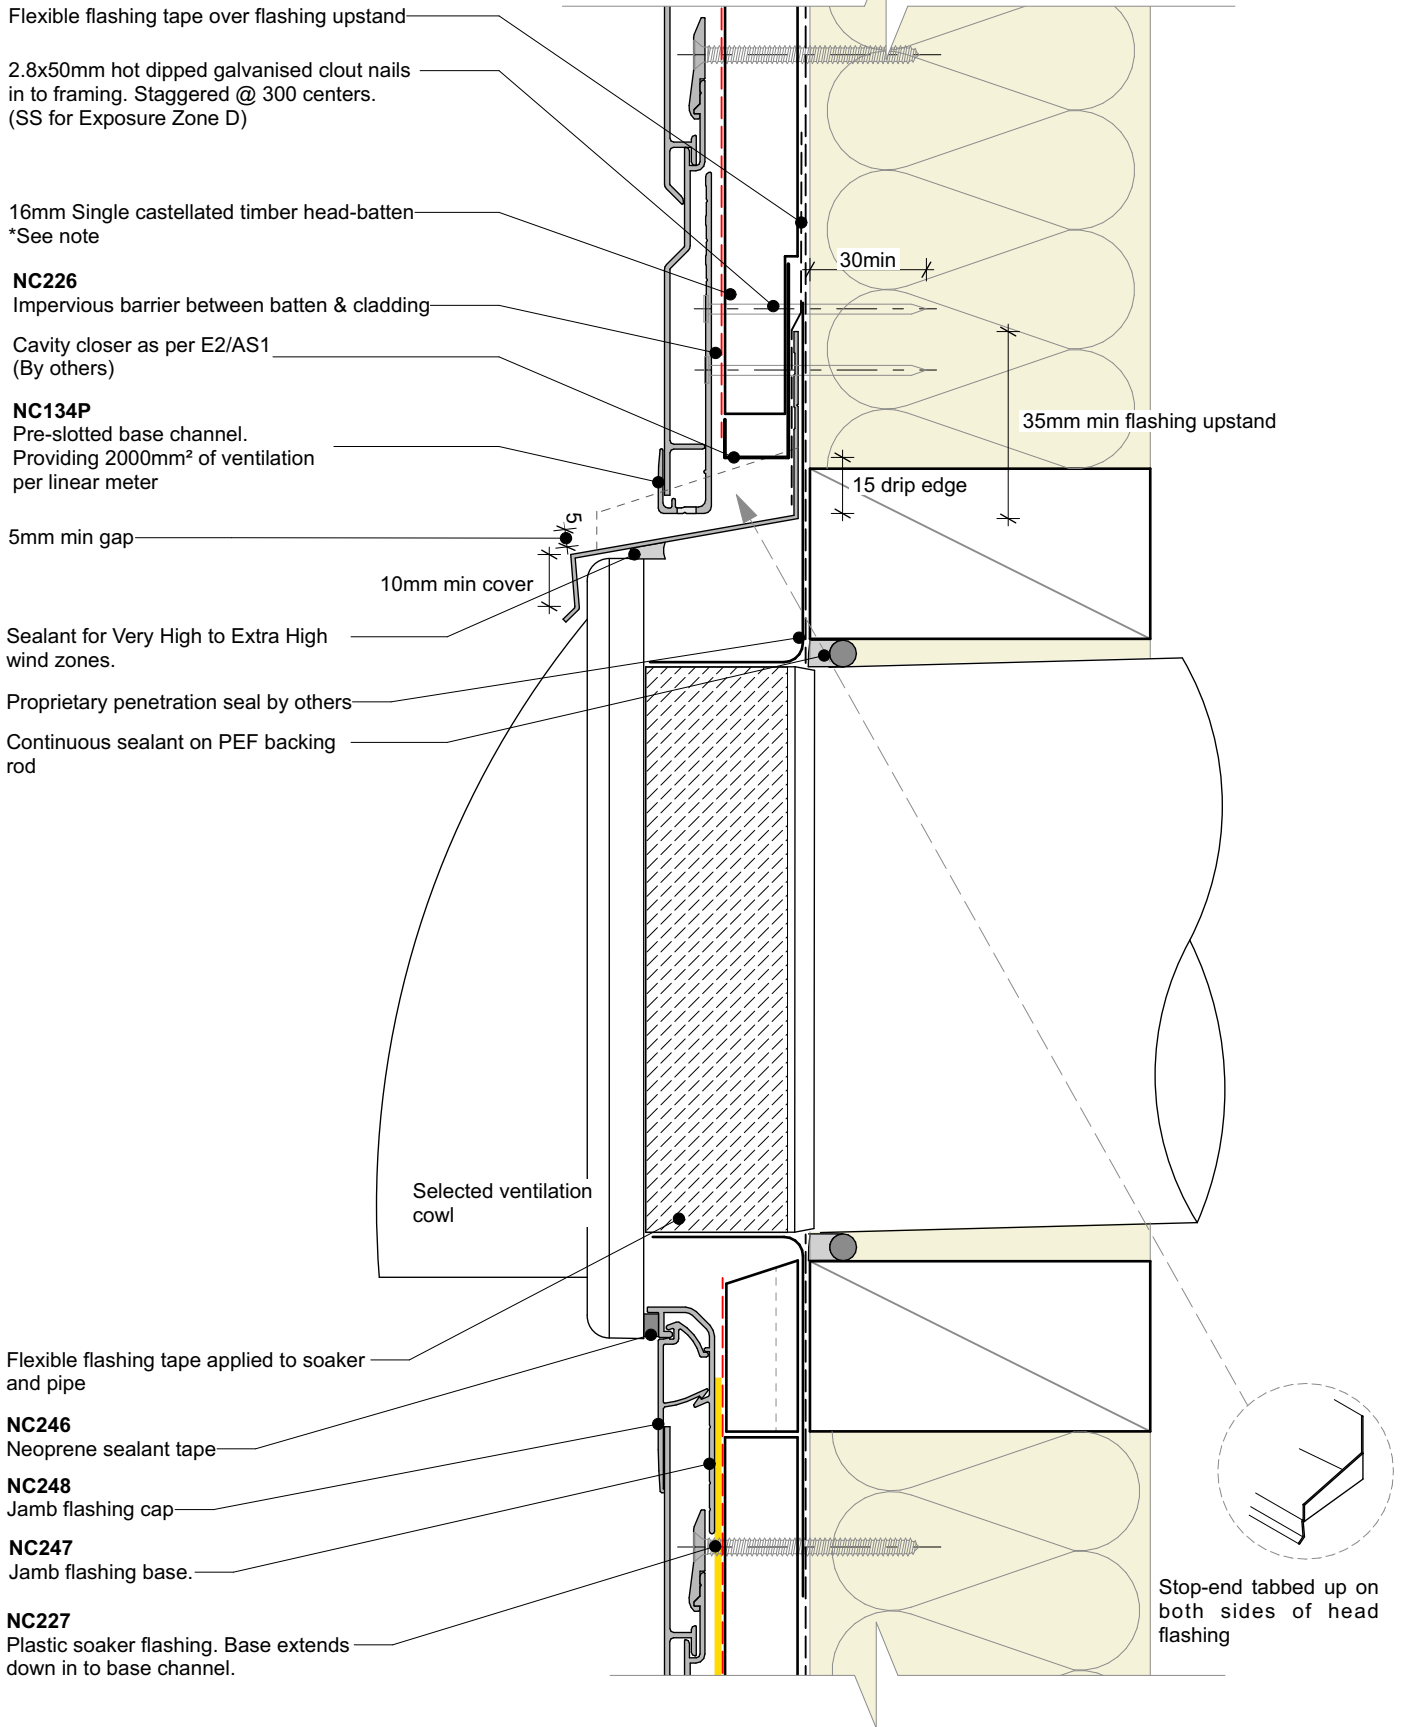 Flexible flashing tape over flashing upstand
2.8x50mm hot dipped galvanised clout nails
in to framing. Staggered @ 300 centers.
(SS for Exposure Zone D)
16mm Single castellated timber head-batten
*See note
NC226
Impervious barrier between batten & cladding
Cavity closer as per E2/AS1
(By others)
NC134P
Pre-slotted base channel.
Providing 2000mm² of ventilation
per linear meter
5mm min gap
5
10mm min cover
30min
35mm min flashing upstand
15 drip edge
Sealant for Very High to Extra High
wind zones.
Proprietary penetration seal by others
Continuous sealant on PEF backing
rod
Selected ventilation
cowl
Flexible flashing tape applied to soaker
and pipe
NC246
Neoprene sealant tape
NC248
Jamb flashing cap
NC247
Jamb flashing base.
NC227
Plastic soaker flashing. Base extends
down in to base channel.
Stop-end tabbed up on
both sides of head
flashing